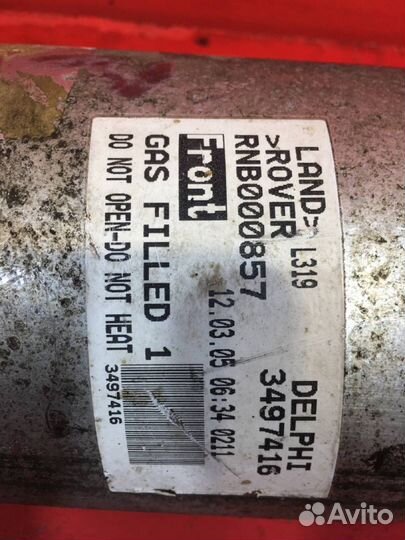 LAND> L319 DELPHI
>ROVER 3497416
RNB000857
12.03.05 06:34 0211
Front
GAS FILLED 1
DO NOT OPEN-DO NOT HEAT 3497416
Avito